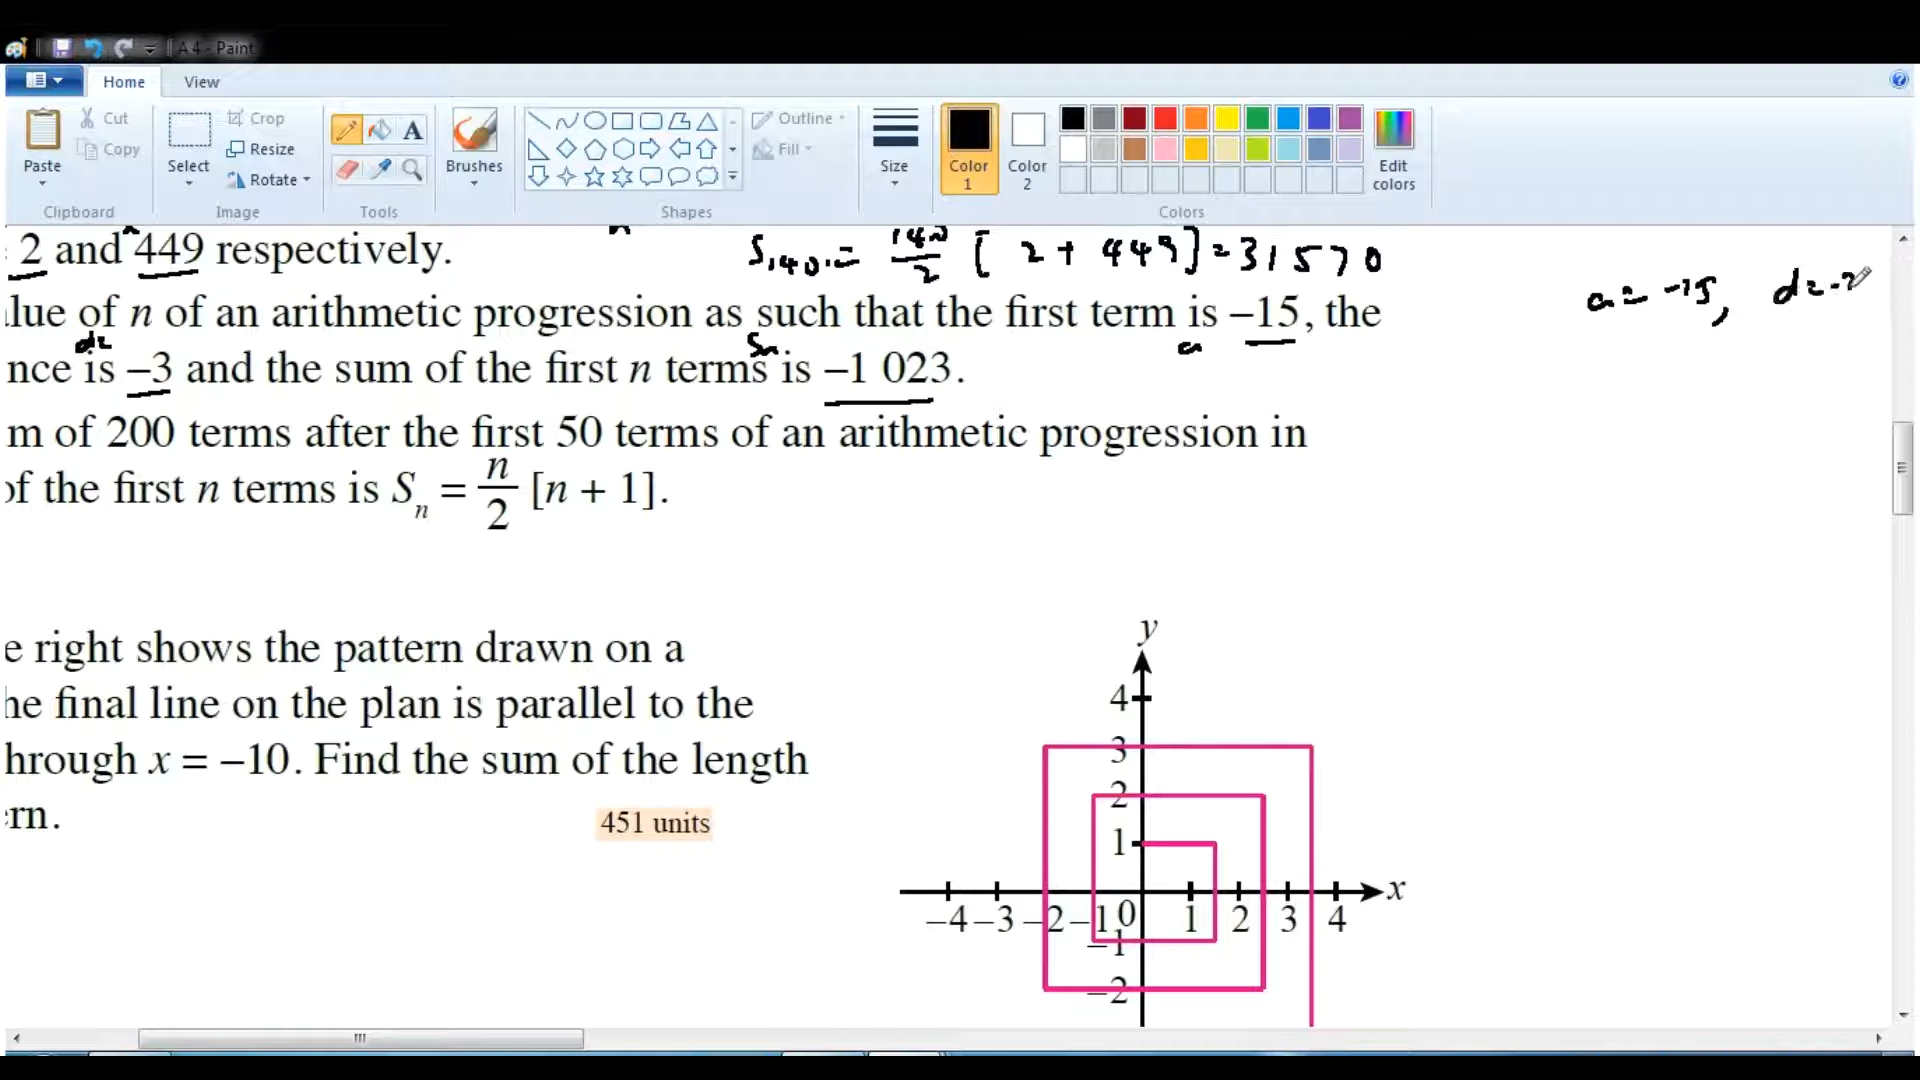 A4 - Paint
Home View
Paste Cut Copy Clipboard
Select Crop Resize Rotate Image
Tools
Brushes
Outline Fill Shapes
Size
Color 1 Color 2 Edit colors Colors
2 and 449 respectively.
S140 = 140/2 [ 2 + 449 ] = 31570
a = -15, d = -3
lue of n of an arithmetic progression as such that the first term is −15, the
d=
Sn
a
nce is −3 and the sum of the first n terms is −1 023.
m of 200 terms after the first 50 terms of an arithmetic progression in
of the first n terms is Sn = n/2 [n + 1].
e right shows the pattern drawn on a
he final line on the plan is parallel to the
hrough x = −10. Find the sum of the length
rn.
451 units
y
4
3
2
1
−4 −3 −2 −1 0 1 2 3 4 x
−1
−2